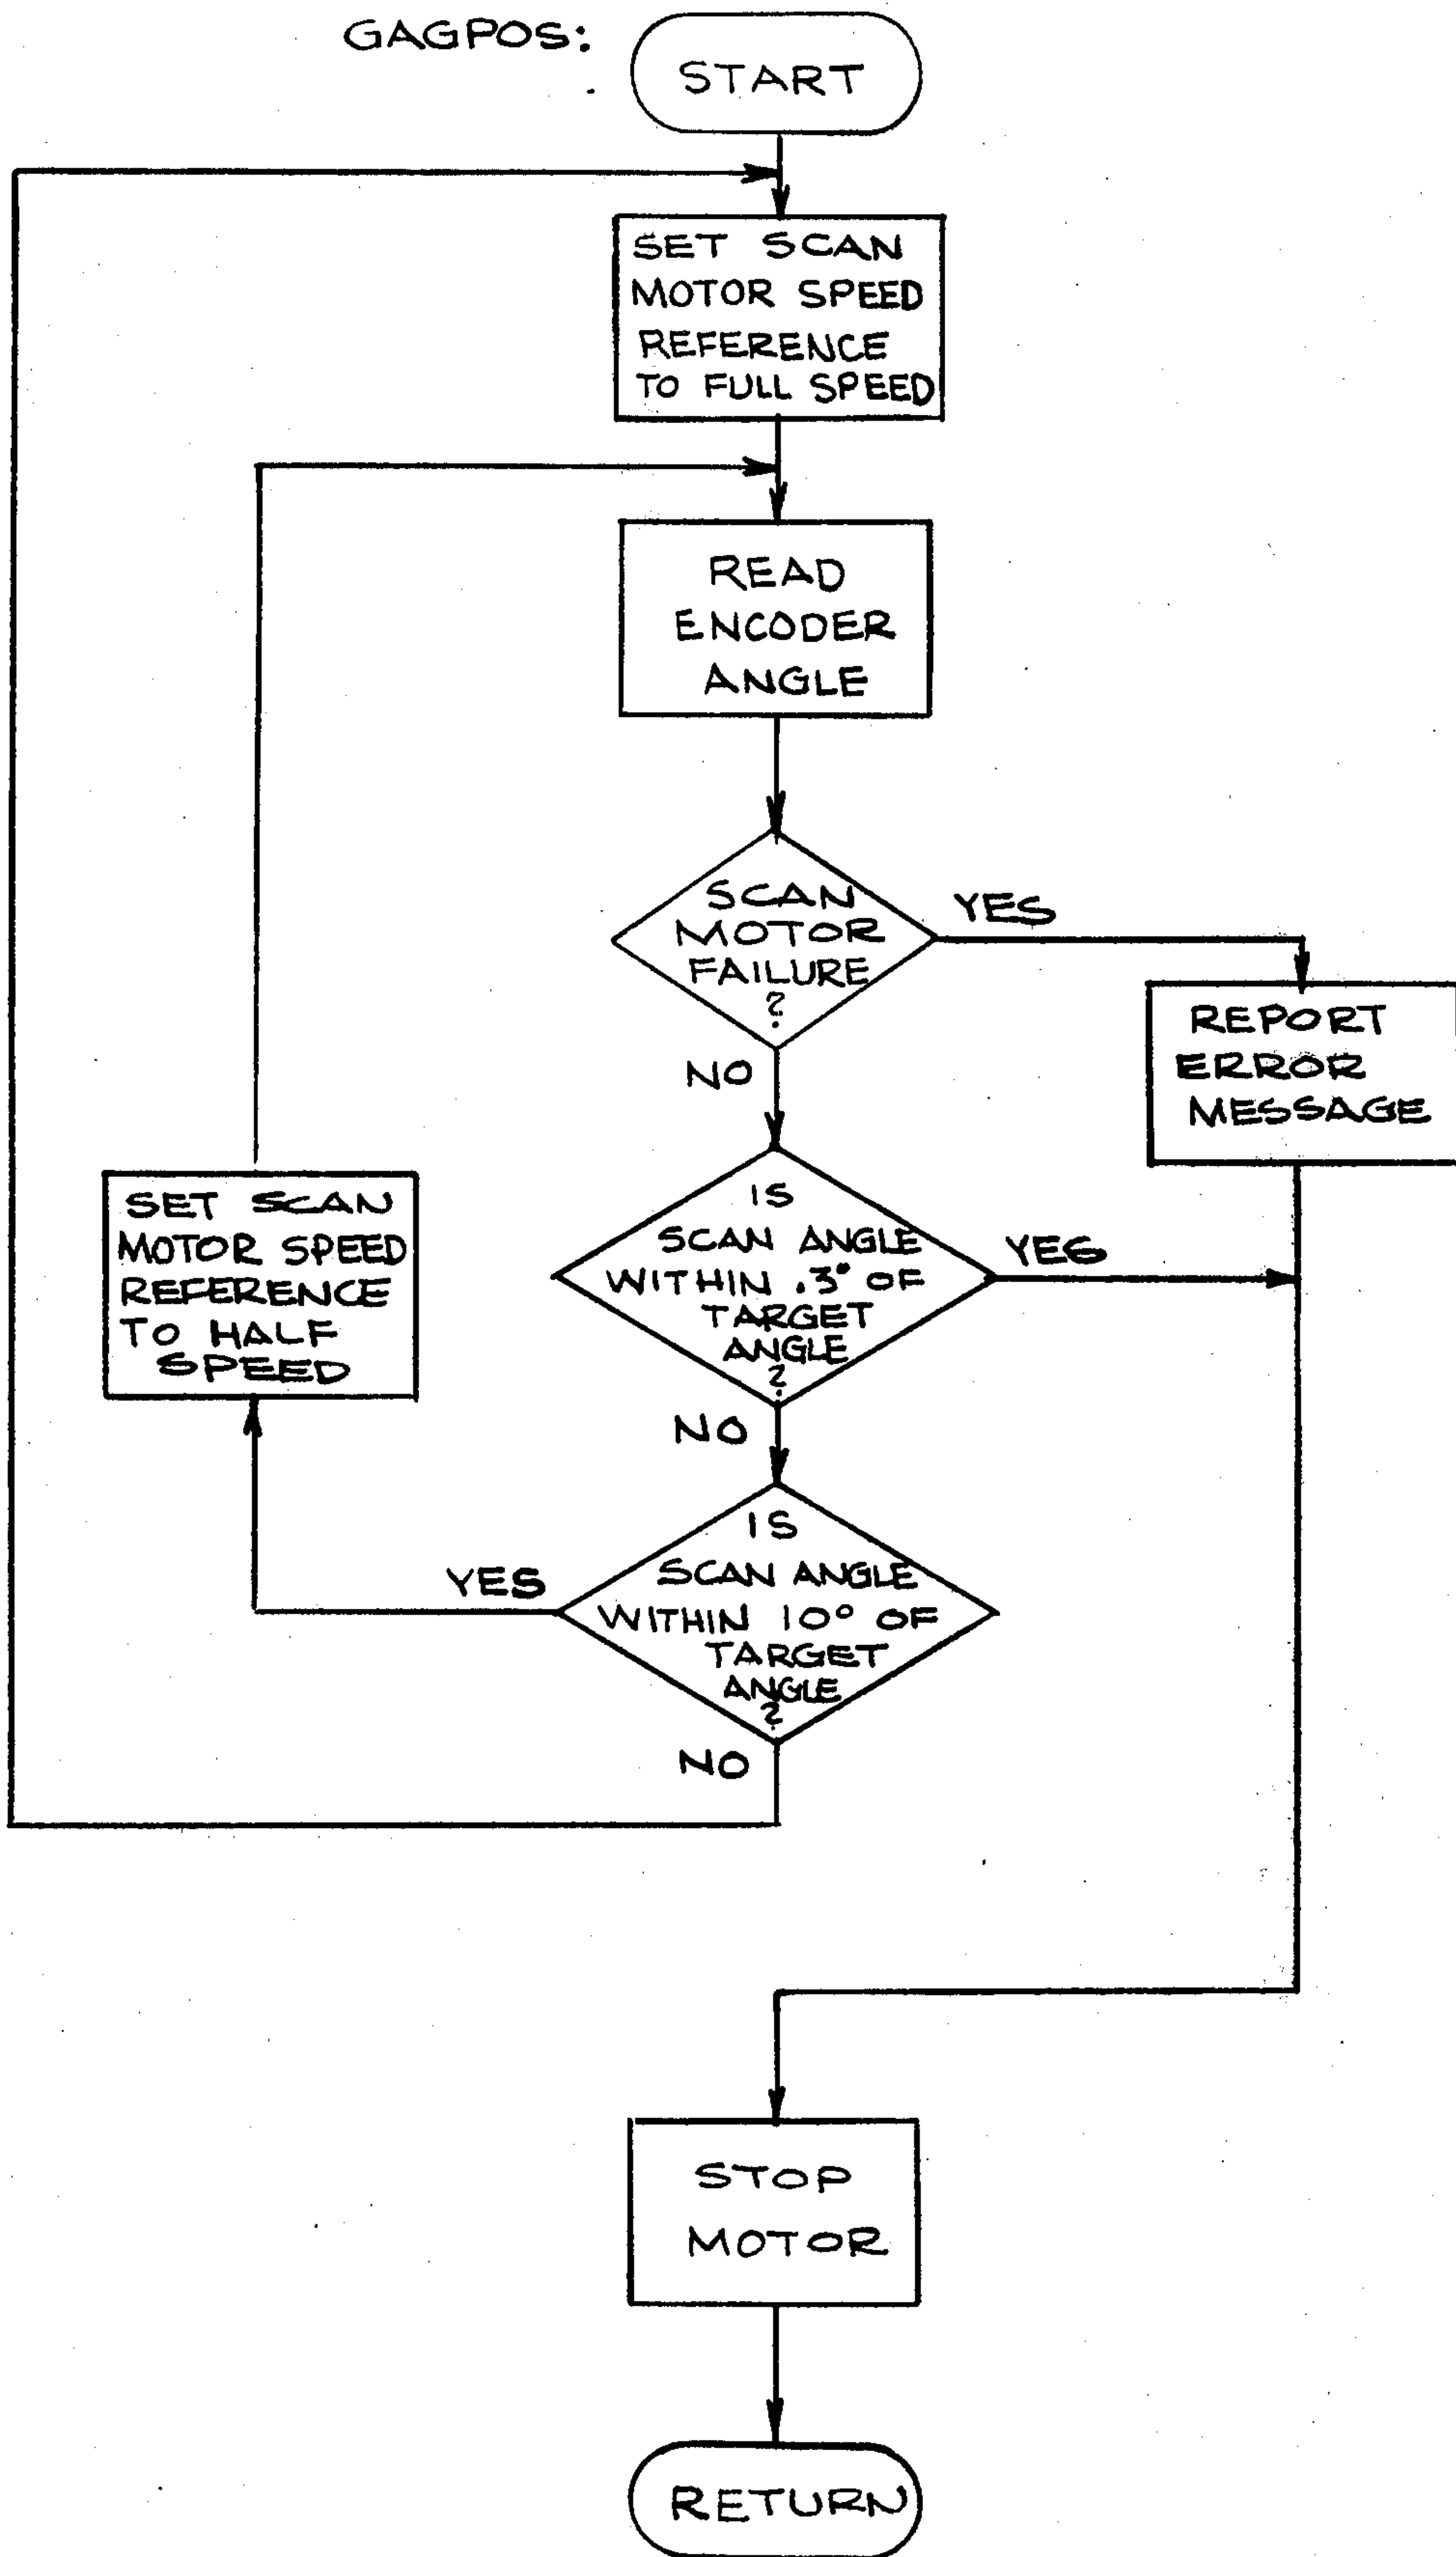 GAGPOS:
START
SET SCAN
MOTOR SPEED
REFERENCE
TO FULL SPEED
READ
ENCODER
ANGLE
SCAN
MOTOR
FAILURE
?
YES
NO
REPORT
ERROR
MESSAGE
IS
SCAN ANGLE
WITHIN .3° OF
TARGET
ANGLE
?
YES
NO
SET SCAN
MOTOR SPEED
REFERENCE
TO HALF
SPEED
IS
SCAN ANGLE
WITHIN 10° OF
TARGET
ANGLE
?
YES
NO
STOP
MOTOR
RETURN